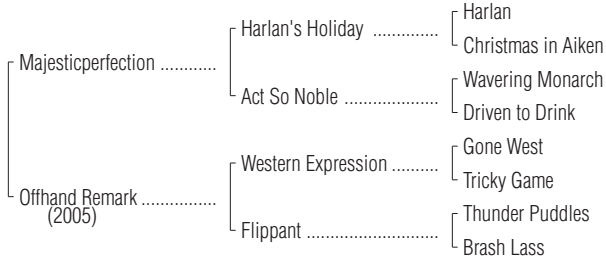 Harlan
Harlan's Holiday ..............
Christmas in Aiken
Majesticperfection ............
Wavering Monarch
Act So Noble .....................
Driven to Drink
Gone West
Western Expression ..........
Tricky Game
Offhand Remark ................
(2005)
Thunder Puddles
Flippant .............................
Brash Lass